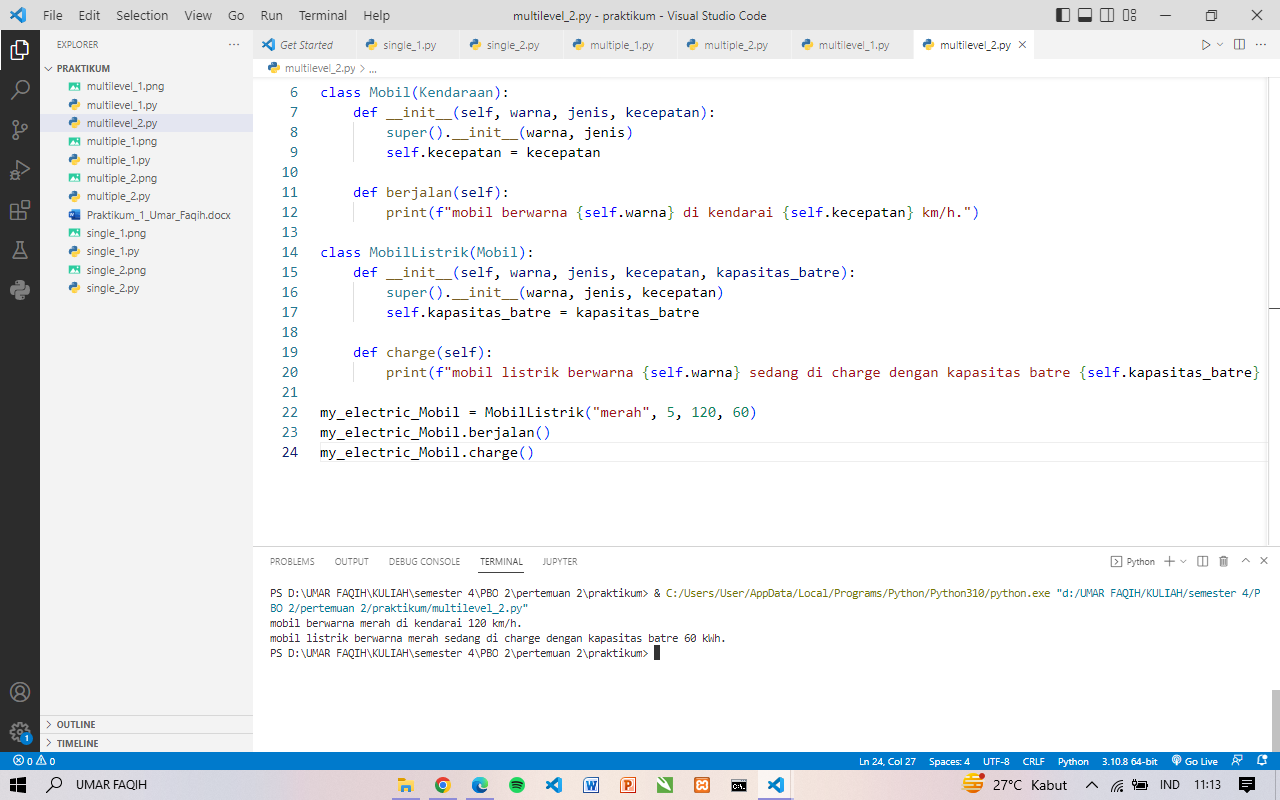 File Edit Selection View Go Run Terminal Help multilevel_2.py - praktikum - Visual Studio Code
EXPLORER ...
PRAKTIKUM
multilevel_1.png
multilevel_1.py
multilevel_2.py
multiple_1.png
multiple_1.py
multiple_2.png
multiple_2.py
Praktikum_1_Umar_Faqih.docx
single_1.png
single_1.py
single_2.png
single_2.py
OUTLINE
TIMELINE
Get Started single_1.py single_2.py multiple_1.py multiple_2.py multilevel_1.py multilevel_2.py
multilevel_2.py > ...
6 class Mobil(Kendaraan):
7 def __init__(self, warna, jenis, kecepatan):
8 super().__init__(warna, jenis)
9 self.kecepatan = kecepatan
10
11 def berjalan(self):
12 print(f"mobil berwarna {self.warna} di kendarai {self.kecepatan} km/h.")
13
14 class MobilListrik(Mobil):
15 def __init__(self, warna, jenis, kecepatan, kapasitas_batre):
16 super().__init__(warna, jenis, kecepatan)
17 self.kapasitas_batre = kapasitas_batre
18
19 def charge(self):
20 print(f"mobil listrik berwarna {self.warna} sedang di charge dengan kapasitas batre {self.kapasitas_batre}
21
22 my_electric_Mobil = MobilListrik("merah", 5, 120, 60)
23 my_electric_Mobil.berjalan()
24 my_electric_Mobil.charge()
PROBLEMS OUTPUT DEBUG CONSOLE TERMINAL JUPYTER Python
PS D:\UMAR FAQIH\KULIAH\semester 4\PBO 2\pertemuan 2\praktikum> & C:/Users/User/AppData/Local/Programs/Python/Python310/python.exe "d:/UMAR FAQIH/KULIAH/semester 4/P
BO 2/pertemuan 2/praktikum/multilevel_2.py"
mobil berwarna merah di kendarai 120 km/h.
mobil listrik berwarna merah sedang di charge dengan kapasitas batre 60 kWh.
PS D:\UMAR FAQIH\KULIAH\semester 4\PBO 2\pertemuan 2\praktikum>
1
0 0 Ln 24, Col 27 Spaces: 4 UTF-8 CRLF Python 3.10.8 64-bit Go Live
UMAR FAQIH 27°C Kabut IND 11:13